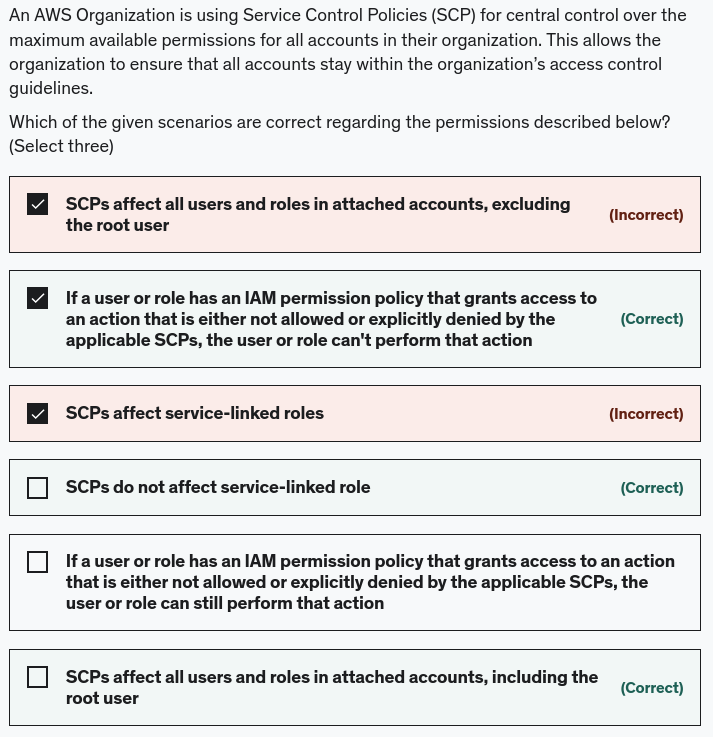 An AWS Organization is using Service Control Policies (SCP) for central control over the
maximum available permissions for all accounts in their organization. This allows the
organization to ensure that all accounts stay within the organization’s access control
guidelines.
Which of the given scenarios are correct regarding the permissions described below?
(Select three)
SCPs affect all users and roles in attached accounts, excluding
the root user
(Incorrect)
If a user or role has an IAM permission policy that grants access to
an action that is either not allowed or explicitly denied by the
applicable SCPs, the user or role can't perform that action
(Correct)
SCPs affect service-linked roles
(Incorrect)
SCPs do not affect service-linked role
(Correct)
If a user or role has an IAM permission policy that grants access to an action
that is either not allowed or explicitly denied by the applicable SCPs, the
user or role can still perform that action
SCPs affect all users and roles in attached accounts, including the
root user
(Correct)